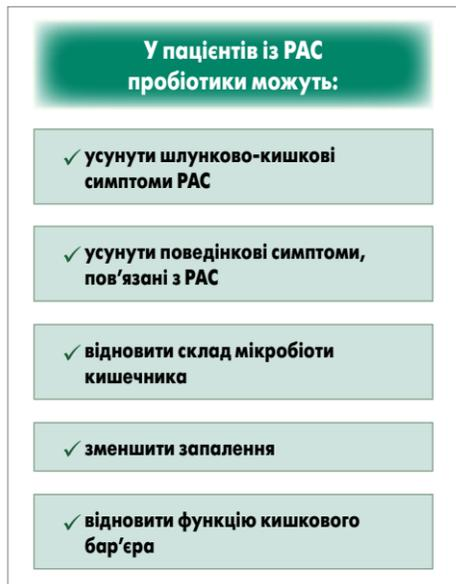 У пацієнтів із РАС
пробіотики можуть:
✓ усунути шлунково-кишкові
симптоми РАС
✓ усунути поведінкові симптоми,
пов’язані з РАС
✓ відновити склад мікробіоти
кишечника
✓ зменшити запалення
✓ відновити функцію кишкового
бар’єра